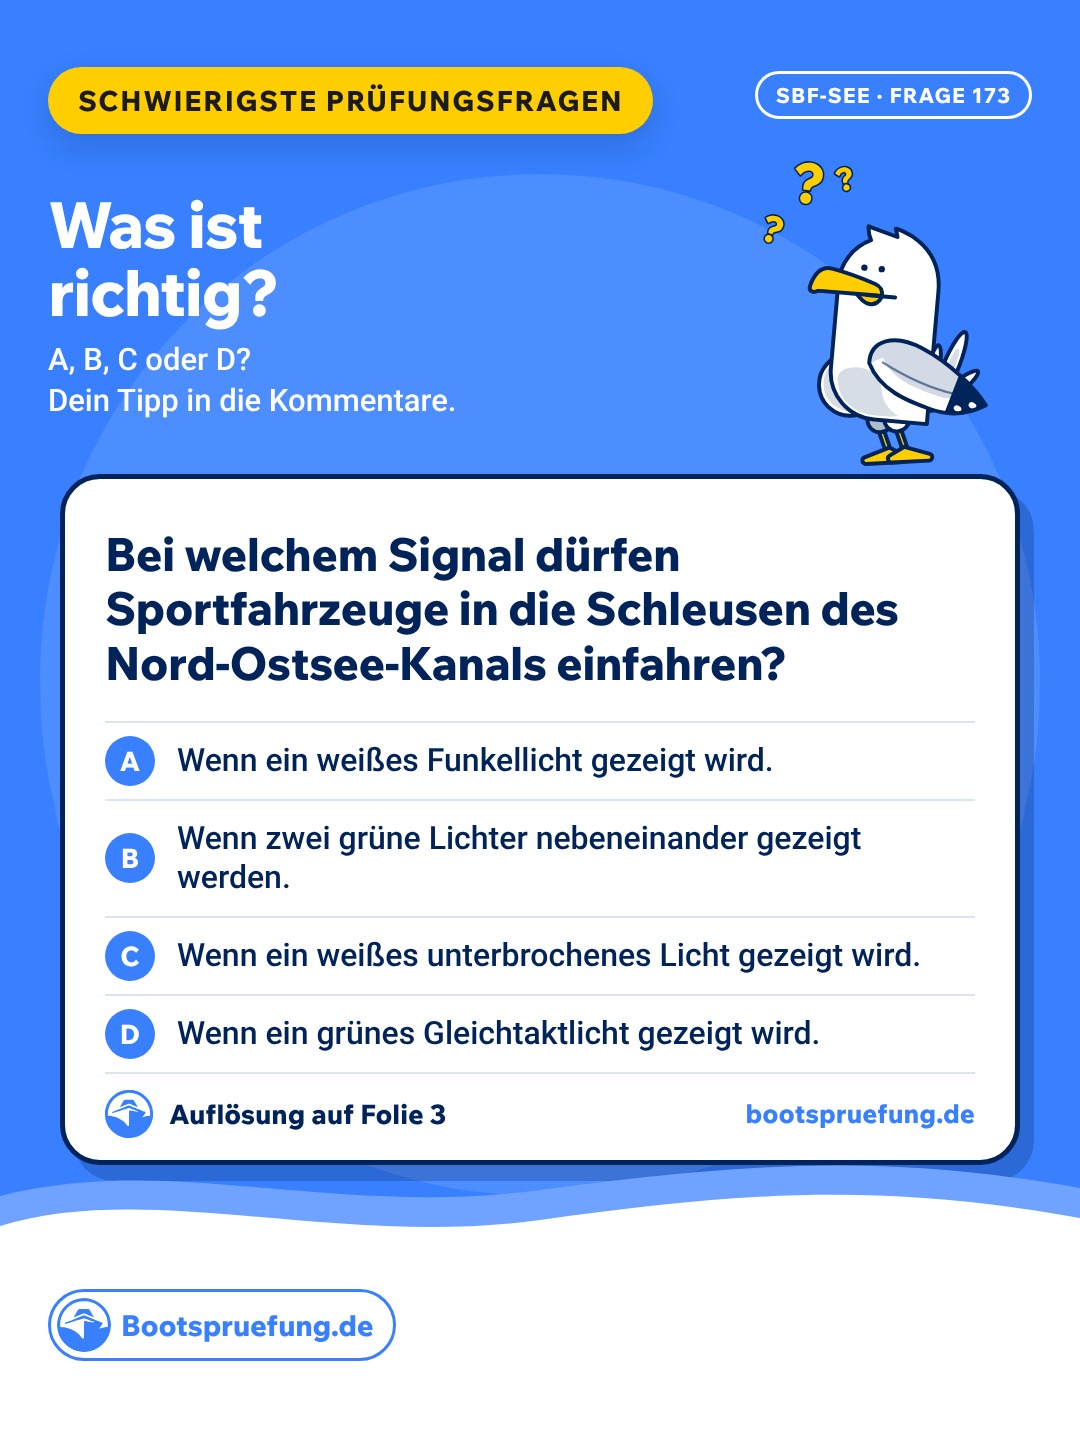 SCHWIERIGSTE PRÜFUNGSFRAGEN
SBF-SEE · FRAGE 173
Was ist
richtig?
A, B, C oder D?
Dein Tipp in die Kommentare.
? ? ?
Bei welchem Signal dürfen
Sportfahrzeuge in die Schleusen des
Nord-Ostsee-Kanals einfahren?
A Wenn ein weißes Funkellicht gezeigt wird.
B Wenn zwei grüne Lichter nebeneinander gezeigt
werden.
C Wenn ein weißes unterbrochenes Licht gezeigt wird.
D Wenn ein grünes Gleichtaktlicht gezeigt wird.
Auflösung auf Folie 3
bootspruefung.de
Bootspruefung.de